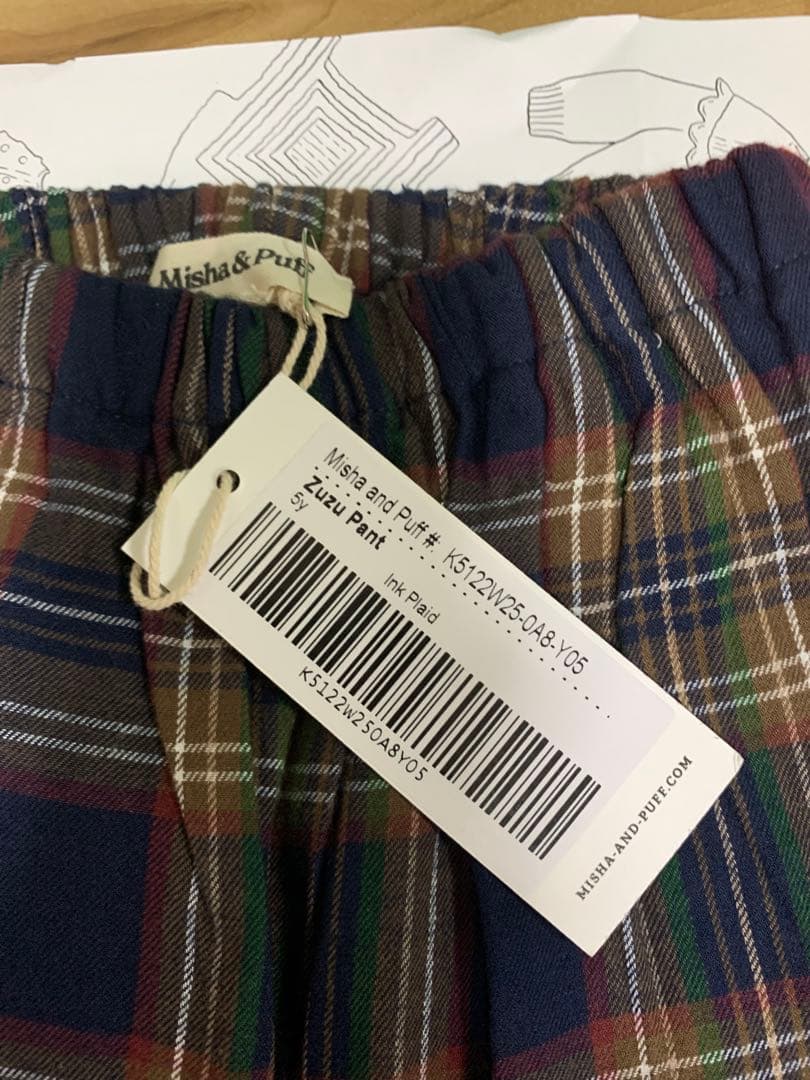 Misha & Puff
Misha and Puff #: K5122W25-0A8-Y05
Zuzu Pant
5y
Ink Plaid
K5122W250A8Y05
MISHA-AND-PUFF.COM